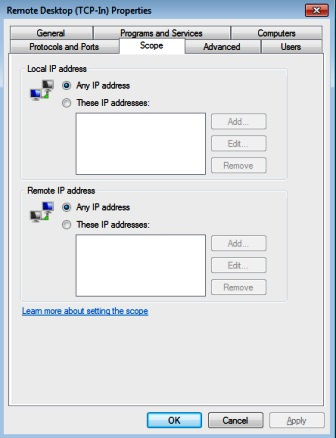 Remote Desktop (TCP-In) Properties
General Programs and Services Computers
Protocols and Ports Scope Advanced Users
Local IP address
Any IP address
These IP addresses:
Add...
Edit...
Remove
Remote IP address
Any IP address
These IP addresses:
Add...
Edit...
Remove
Learn more about setting the scope
OK Cancel Apply